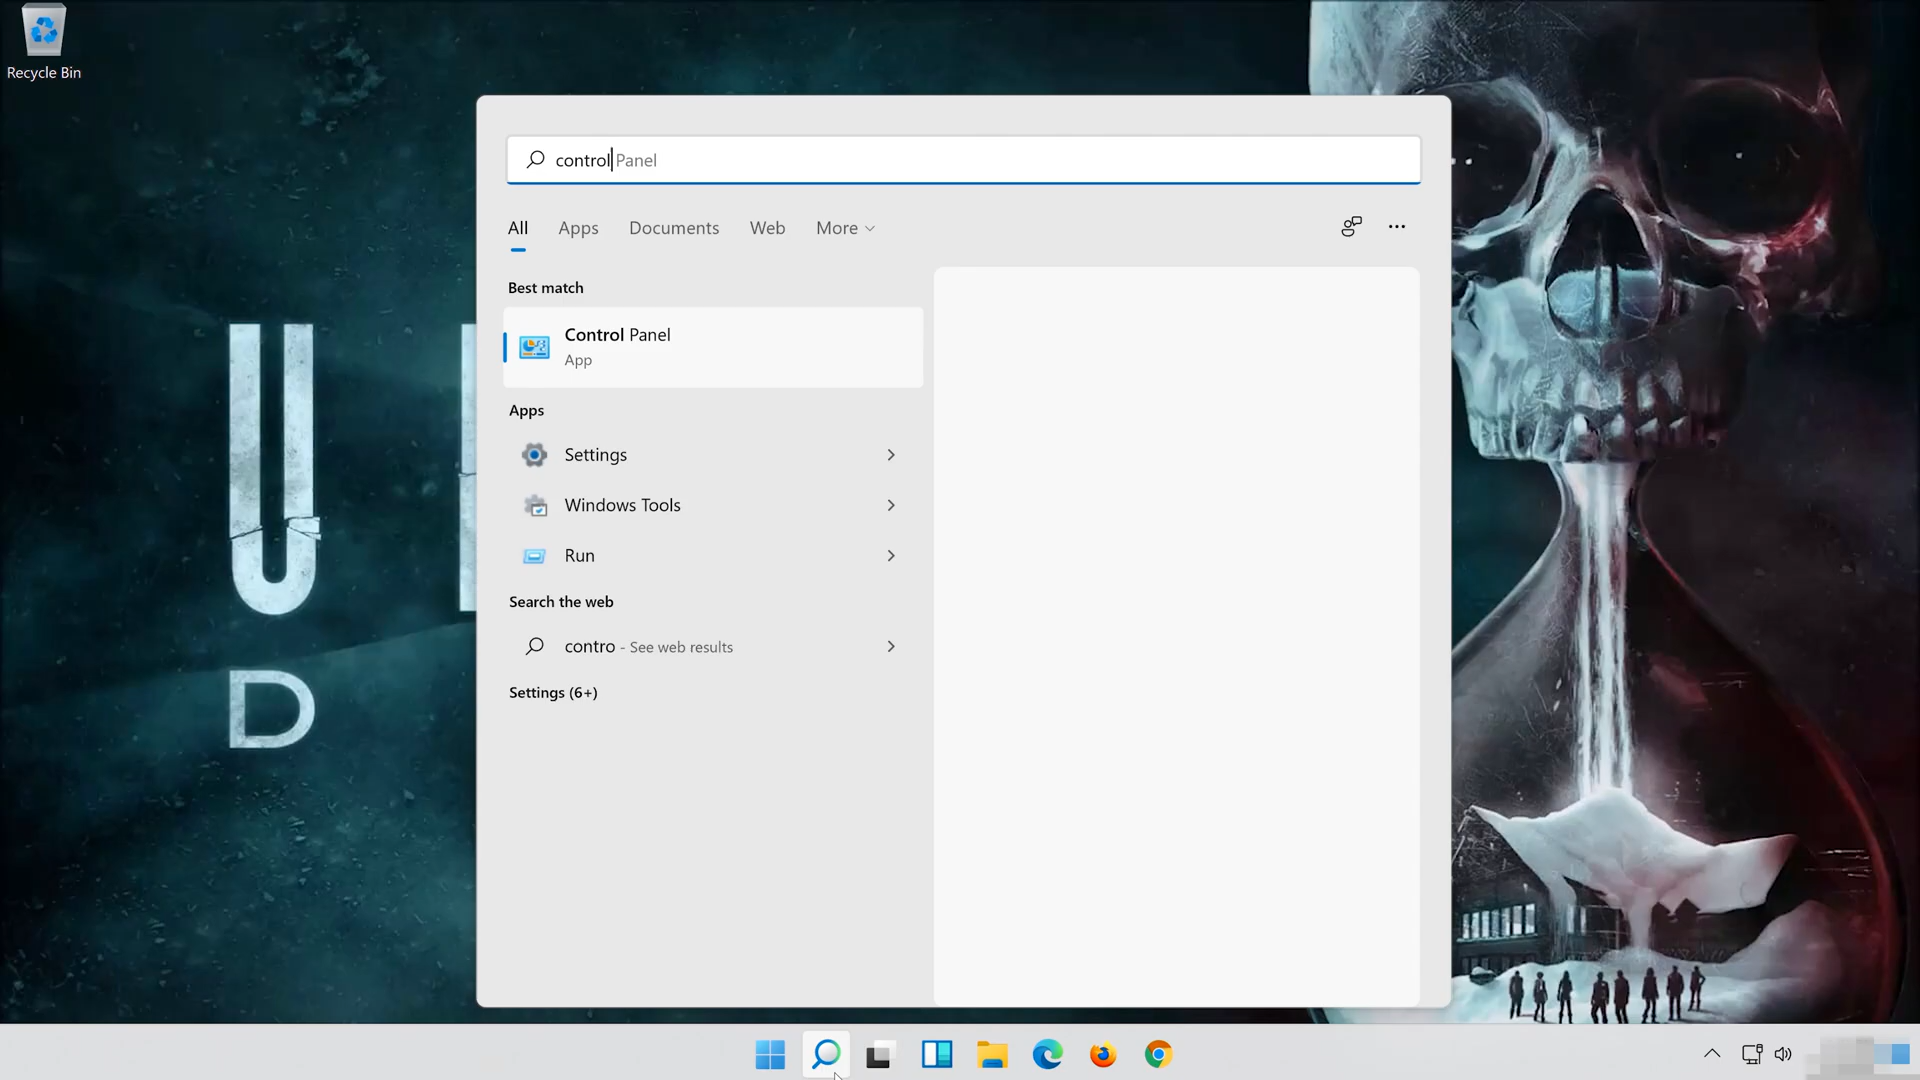 Recycle Bin
control Panel
All Apps Documents Web More
Best match
Control Panel
App
Apps
Settings
Windows Tools
Run
Search the web
contro - See web results
Settings (6+)
U
D